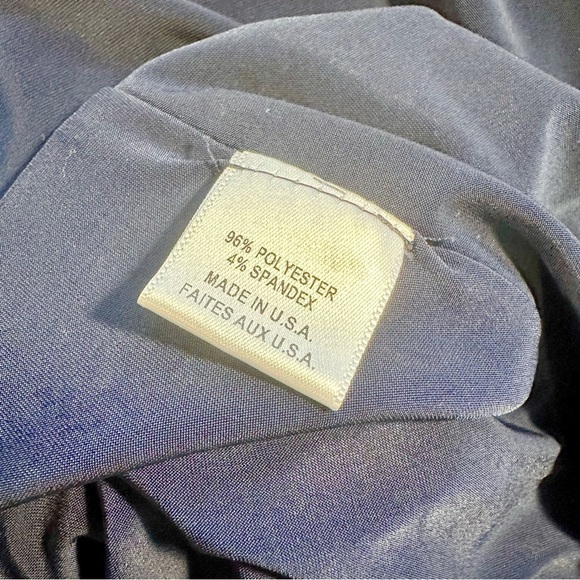 96% POLYESTER
4% SPANDEX
MADE IN U.S.A.
FAITES AUX U.S.A.